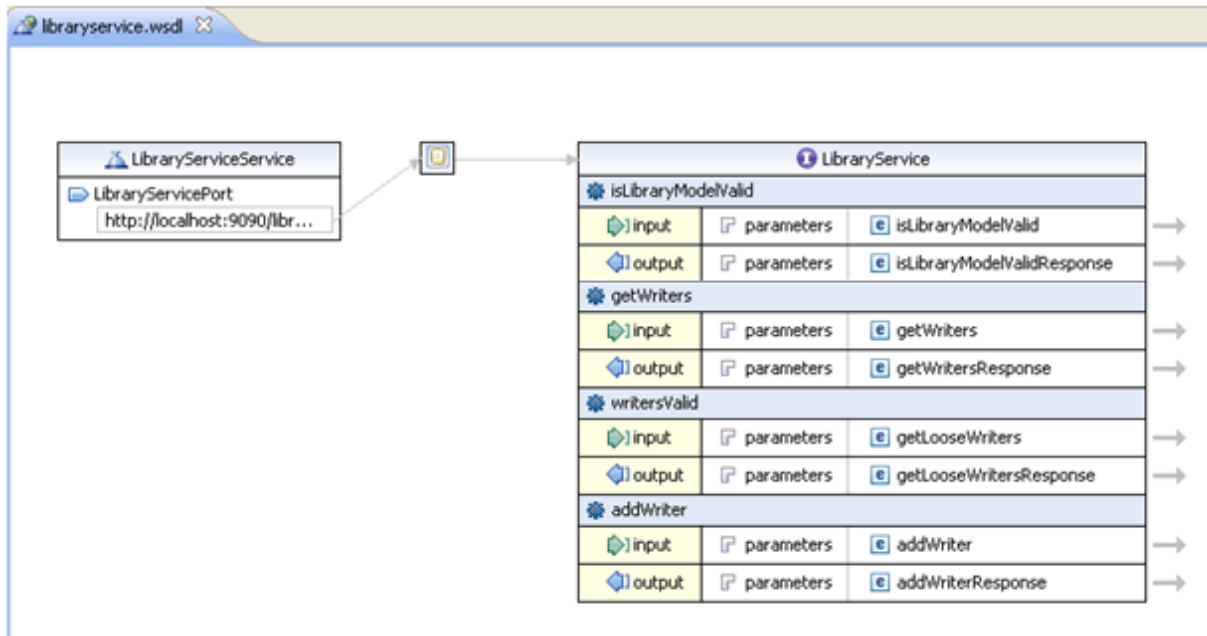 libraryservice.wsdl
LibraryServiceService
LibraryServicePort
http://localhost:9090/libr...
LibraryService
isLibraryModelValid
input parameters e isLibraryModelValid
output parameters e isLibraryModelValidResponse
getWriters
input parameters e getWriters
output parameters e getWritersResponse
writersValid
input parameters e getLooseWriters
output parameters e getLooseWritersResponse
addWriter
input parameters e addWriter
output parameters e addWriterResponse